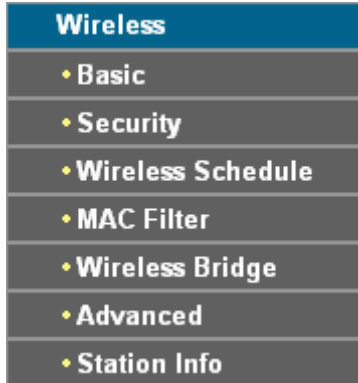 Wireless
• Basic
• Security
• Wireless Schedule
• MAC Filter
• Wireless Bridge
• Advanced
• Station Info